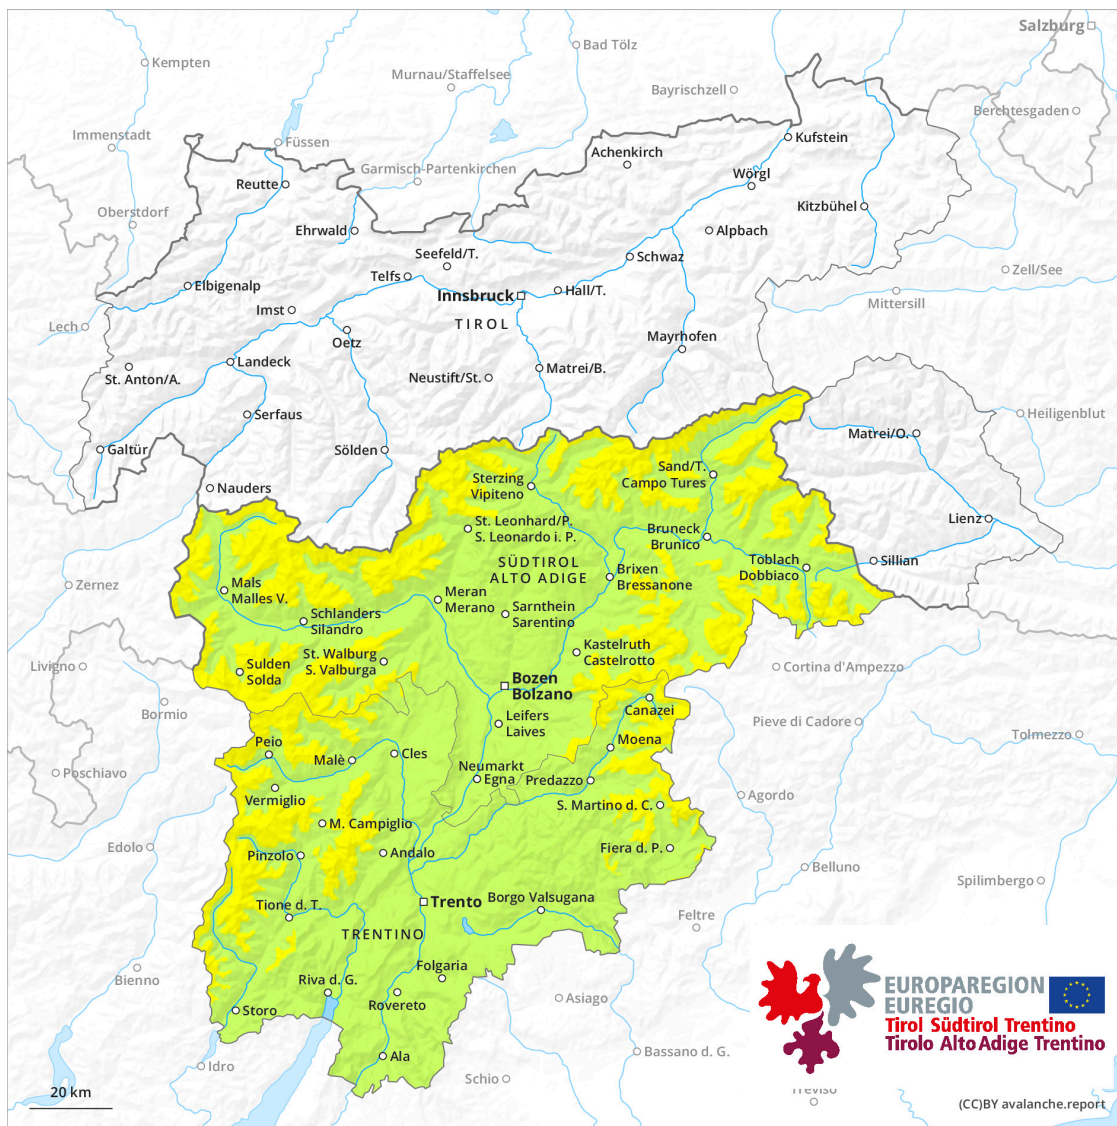 Salzburg
Bad Tölz
Kempten
Murnau/Staffelsee
Bayrischzell
Berchtesgaden
Immenstadt
Füssen
Kufstein
Achenkirch
Garmisch-Partenkirchen
Wörgl
Reutte
Oberstdorf
Kitzbühel
Ehrwald
Alpbach
Seefeld/T.
Schwaz
Zell/See
Telfs
Elbigenalp
Hall/T.
Innsbruck
Mittersill
Imst
TIROL
Lech
Oetz
Mayrhofen
Landeck
Matrei/B.
St. Anton/A.
Neustift/St.
Serfaus
Heiligenblut
Matrei/O.
Galtür
Sölden
Sand/T.
Campo Tures
Sterzing
Vipiteno
Nauders
Lienz
St. Leonhard/P.
S. Leonardo i. P.
Bruneck
Brunico
SÜDTIROL
ALTO ADIGE
Toblach
Dobbiaco
Sillian
Brixen
Bressanone
Zernez
Mals
Malles V.
Meran
Merano
Schlanders
Silandro
Sarnthein
Sarentino
Kastelruth
Castelrotto
St. Walburg
S. Valburga
Livigno
Sulden
Solda
Cortina d'Ampezzo
Bozen
Bolzano
Bormio
Canazei
Leifers
Laives
Pieve di Cadore
Tolmezzo
Moena
Peio
Cles
Malè
Neumarkt
Egna
Predazzo
Poschiavo
Vermiglio
S. Martino d. C.
Agordo
M. Campiglio
Edolo
Pinzolo
Andalo
Fiera d. P.
Belluno
Spilimbergo
Trento
Borgo Valsugana
Tione d. T.
Feltre
TRENTINO
Folgaria
Bienno
Riva d. G.
Rovereto
Asiago
Storo
EUROPAREGION
EUREGIO
Tirol Südtirol Trentino
Tirolo Alto Adige Trentino
Ala
Bassano d. G.
Idro
Schio
Treviso
20 km
(CC)BY avalanche.report